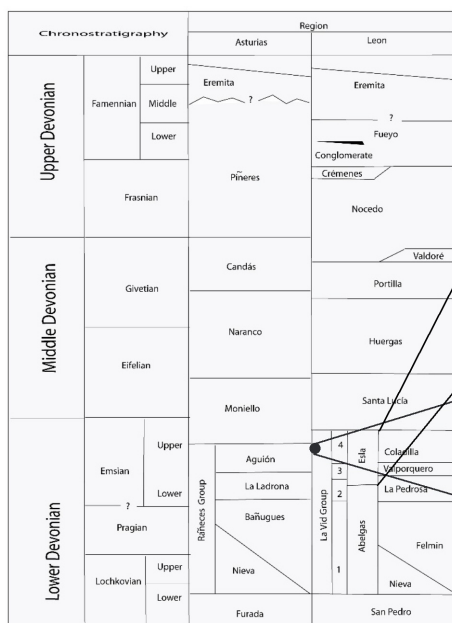 Chronostratigraphy
Region
Asturias
Leon
Upper Devonian
Famennian
Upper
Middle
Lower
Frasnian
Eremita
?
Piñeres
Eremita
?
Fueyo
Conglomerate
Crémenes
Nocedo
Valdoré
Middle Devonian
Givetian
Eifelian
Candás
Naranco
Moniello
Portilla
Huergas
Santa Lucía
Lower Devonian
Emsian
Upper
Lower
?
Pragian
Lochkovian
Upper
Lower
Rañeces Group
Aguión
La Ladrona
Bañugues
Nieva
Furada
La Vid Group
4
3
2
1
Esla
Abelgas
Coladilla
Valporquero
La Pedrosa
Felmin
Nieva
San Pedro